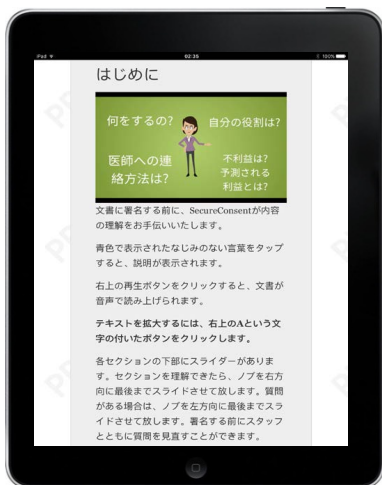 iPad
02:35
100%
はじめに
何をするの?
自分の役割は?
医師への連
絡方法は?
不利益は?
予測される
利益とは?
文書に署名する前に、SecureConsentが内容
の理解をお手伝いいたします。
青色で表示されたなじみのない言葉をタップ
すると、説明が表示されます。
右上の再生ボタンをクリックすると、文書が
音声で読み上げられます。
テキストを拡大するには、右上のAという文
字の付いたボタンをクリックします。
各セクションの下部にスライダーがありま
す。セクションを理解できたら、ノブを右方
向に最後までスライドさせて放します。質問
がある場合は、ノブを左方向に最後までスラ
イドさせて放します。署名する前にスタッフ
とともに質問を見直すことができます。